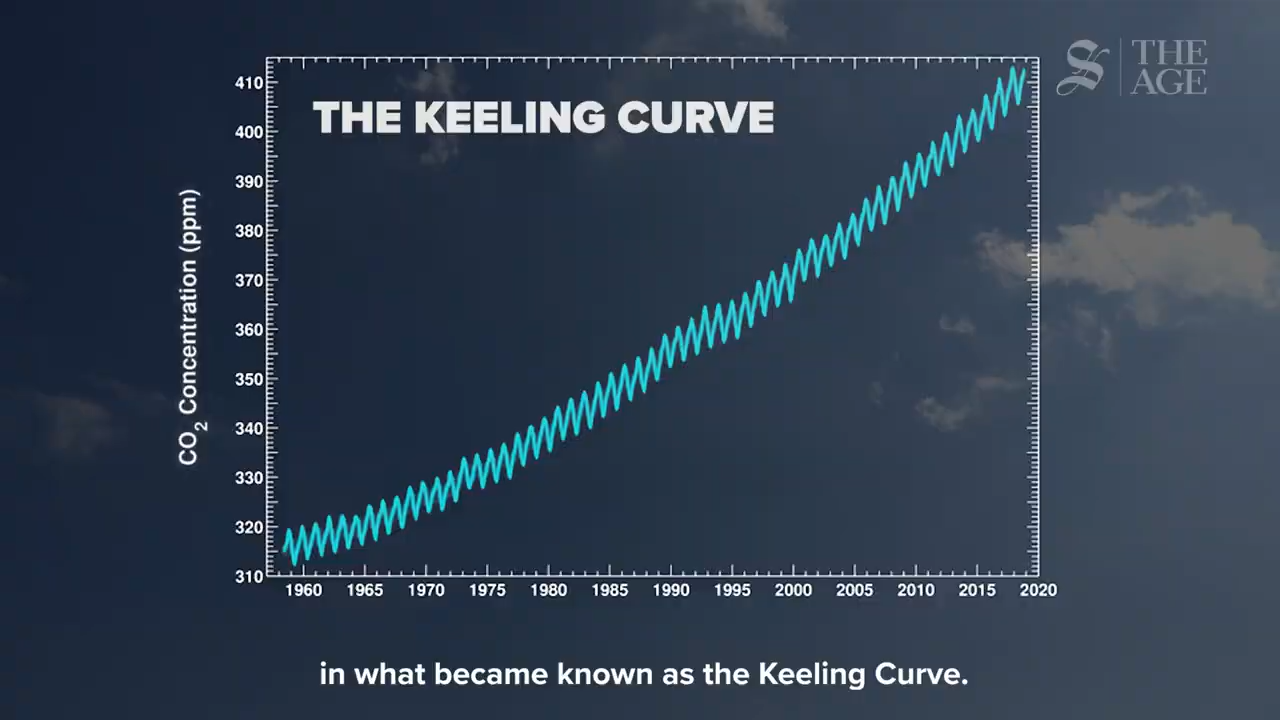 THE
AGE
THE KEELING CURVE
CO2 Concentration (ppm)
410
400
390
380
370
360
350
340
330
320
310
1960 1965 1970 1975 1980 1985 1990 1995 2000 2005 2010 2015 2020
in what became known as the Keeling Curve.